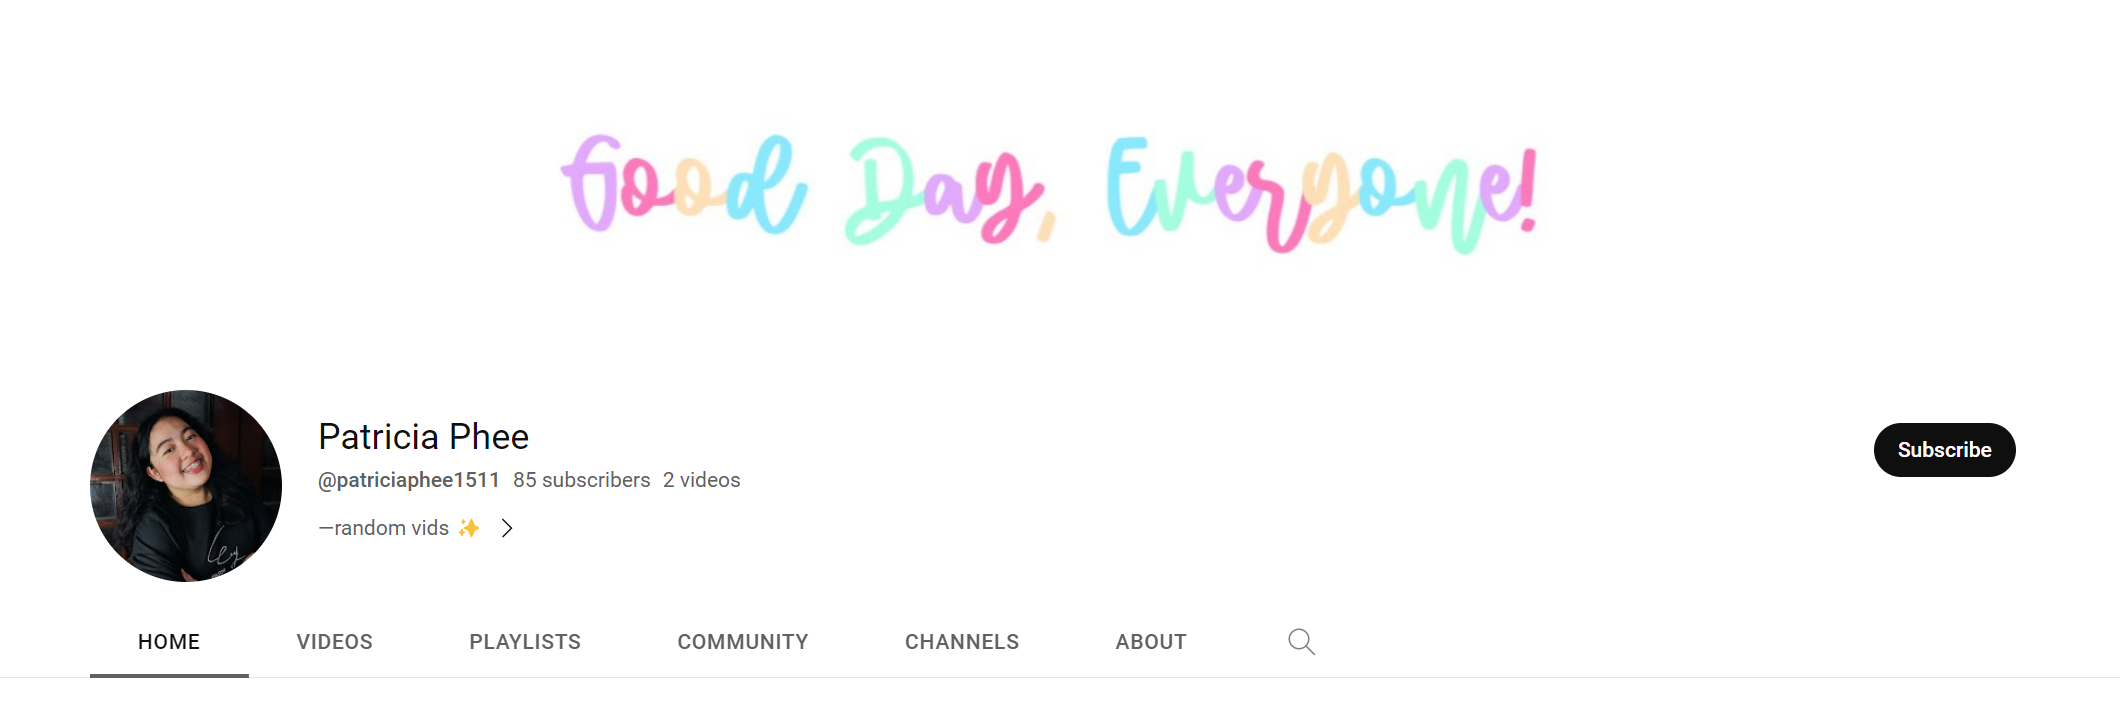 Good Day, Everyone!
Patricia Phee
@patriciaphee1511 85 subscribers 2 videos
—random vids ✨
Subscribe
HOME VIDEOS PLAYLISTS COMMUNITY CHANNELS ABOUT